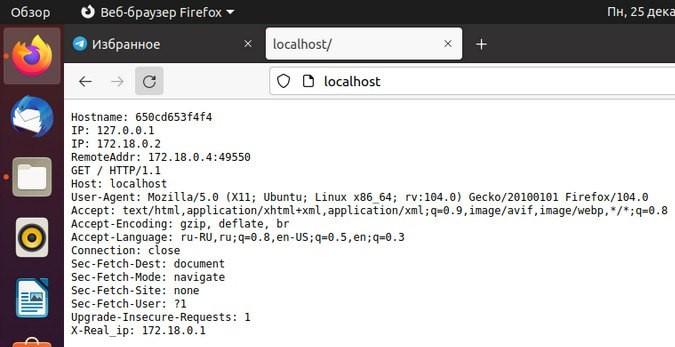 Обзор
Веб-браузер Firefox
Пн, 25 дека
Избранное
localhost/
localhost
Hostname: 650cd653f4f4
IP: 127.0.0.1
IP: 172.18.0.2
RemoteAddr: 172.18.0.4:49550
GET / HTTP/1.1
Host: localhost
User-Agent: Mozilla/5.0 (X11; Ubuntu; Linux x86_64; rv:104.0) Gecko/20100101 Firefox/104.0
Accept: text/html,application/xhtml+xml,application/xml;q=0.9,image/avif,image/webp,*/*;q=0.8
Accept-Encoding: gzip, deflate, br
Accept-Language: ru-RU,ru;q=0.8,en-US;q=0.5,en;q=0.3
Connection: close
Sec-Fetch-Dest: document
Sec-Fetch-Mode: navigate
Sec-Fetch-Site: none
Sec-Fetch-User: ?1
Upgrade-Insecure-Requests: 1
X-Real_ip: 172.18.0.1